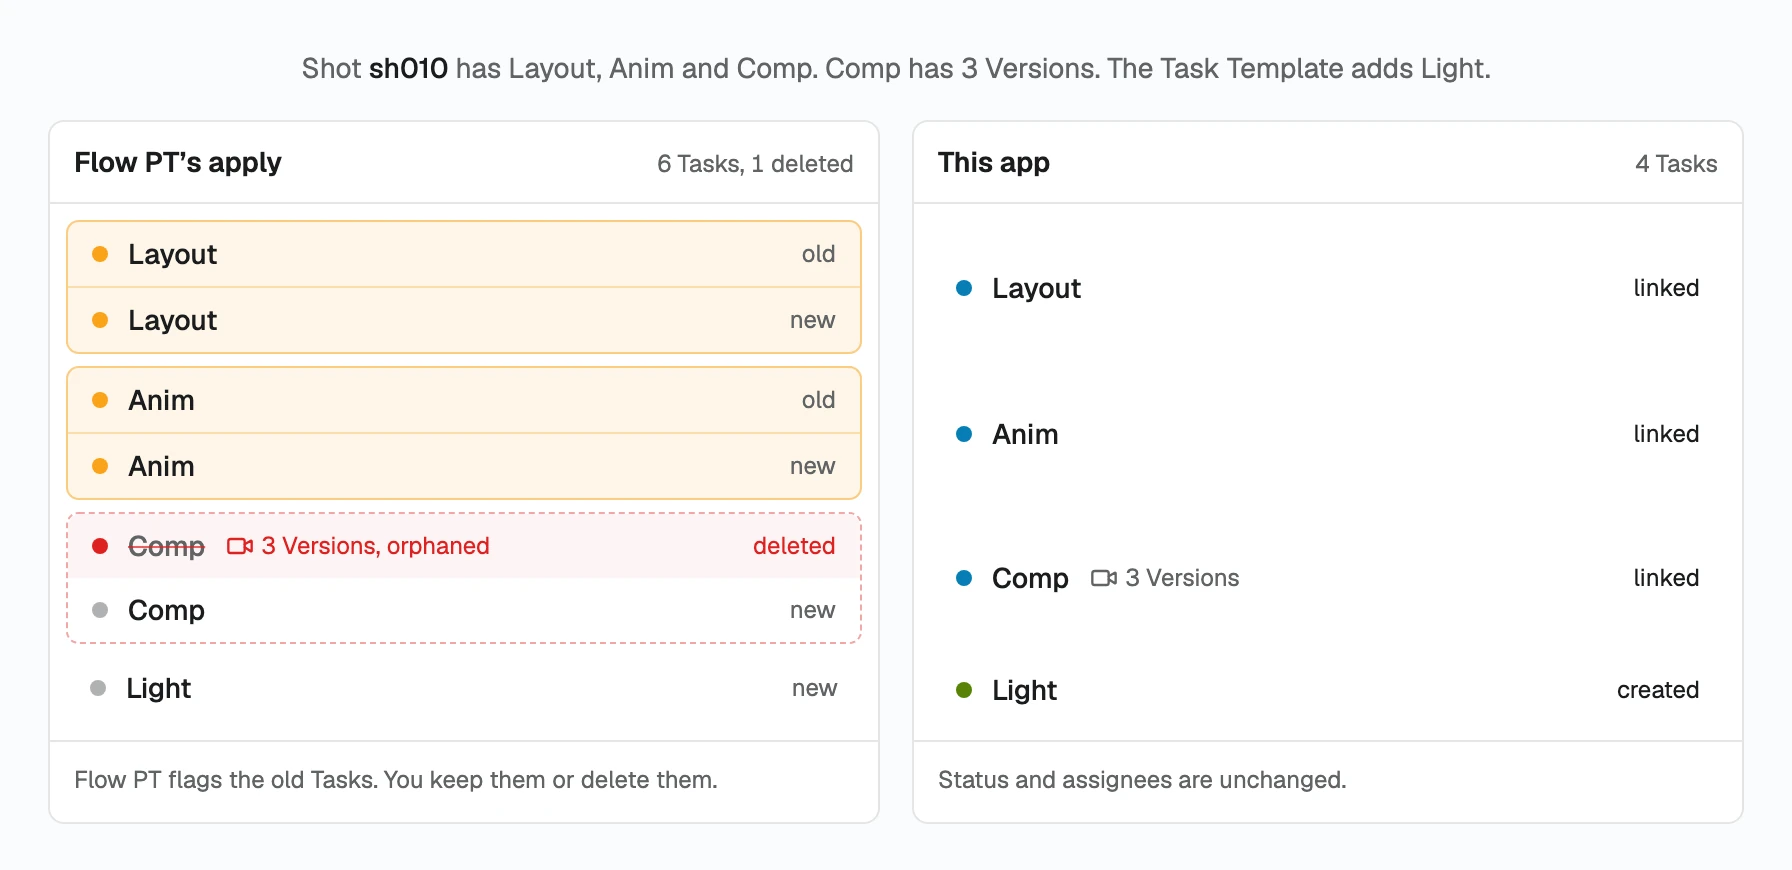 Shot sh010 has Layout, Anim and Comp. Comp has 3 Versions. The Task Template adds Light.
Flow PT’s apply
6 Tasks, 1 deleted
Layout
old
Layout
new
Anim
old
Anim
new
Comp
3 Versions, orphaned
deleted
Comp
new
Light
new
Flow PT flags the old Tasks. You keep them or delete them.
This app
4 Tasks
Layout
linked
Anim
linked
Comp
3 Versions
linked
Light
created
Status and assignees are unchanged.